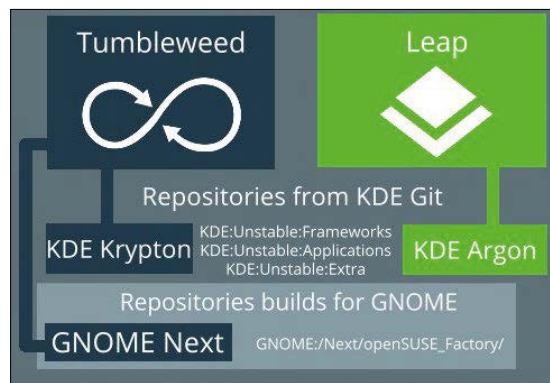 Tumbleweed
Leap
Repositories from KDE Git
KDE Krypton
KDE:Unstable:Frameworks
KDE:Unstable:Applications
KDE:Unstable:Extra
KDE Argon
Repositories builds for GNOME
GNOME Next
GNOME:/Next/openSUSE_Factory/